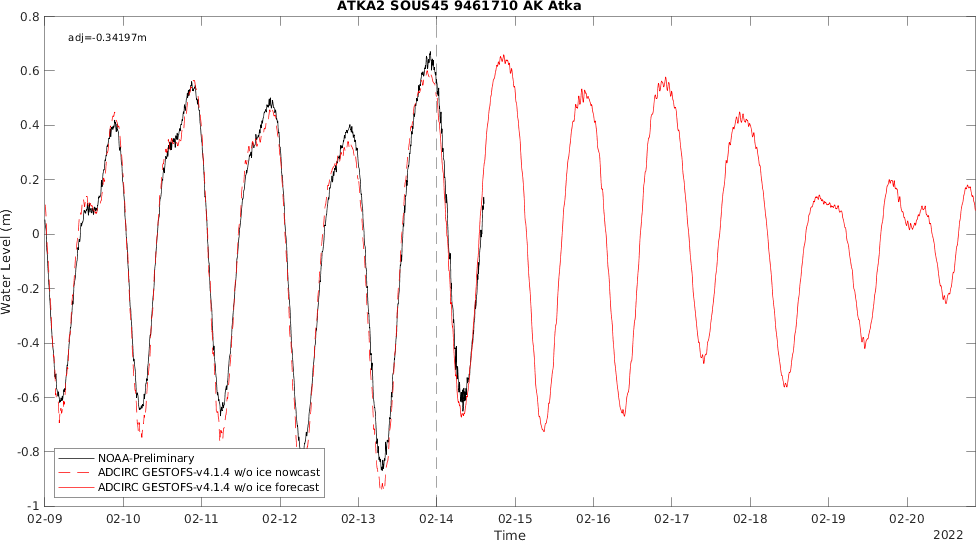 ATKA2 SOUS45 9461710 AK Atka
adj=-0.34197m
0.8
0.6
0.4
0.2
0
-0.2
-0.4
-0.6
-0.8
-1
Water Level (m)
NOAA-Preliminary
ADCIRC GESTOFS-v4.1.4 w/o ice nowcast
ADCIRC GESTOFS-v4.1.4 w/o ice forecast
02-09 02-10 02-11 02-12 02-13 02-14 02-15 02-16 02-17 02-18 02-19 02-20
Time
2022